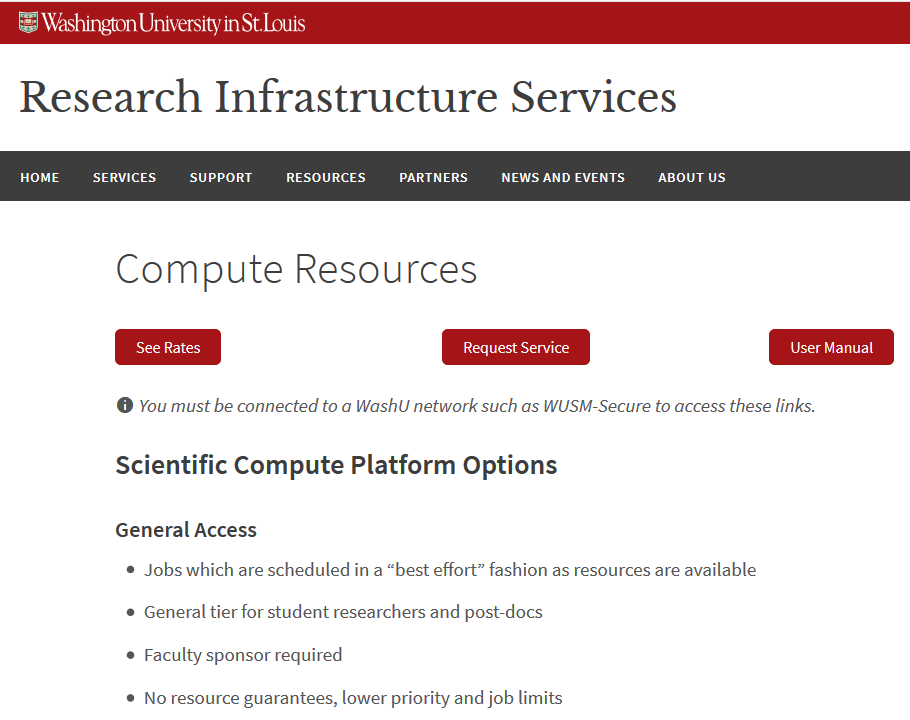 Washington University in St. Louis
Research Infrastructure Services
HOME SERVICES SUPPORT RESOURCES PARTNERS NEWS AND EVENTS ABOUT US
Compute Resources
See Rates Request Service User Manual
You must be connected to a WashU network such as WUSM-Secure to access these links.
Scientific Compute Platform Options
General Access
Jobs which are scheduled in a “best effort” fashion as resources are available
General tier for student researchers and post-docs
Faculty sponsor required
No resource guarantees, lower priority and job limits